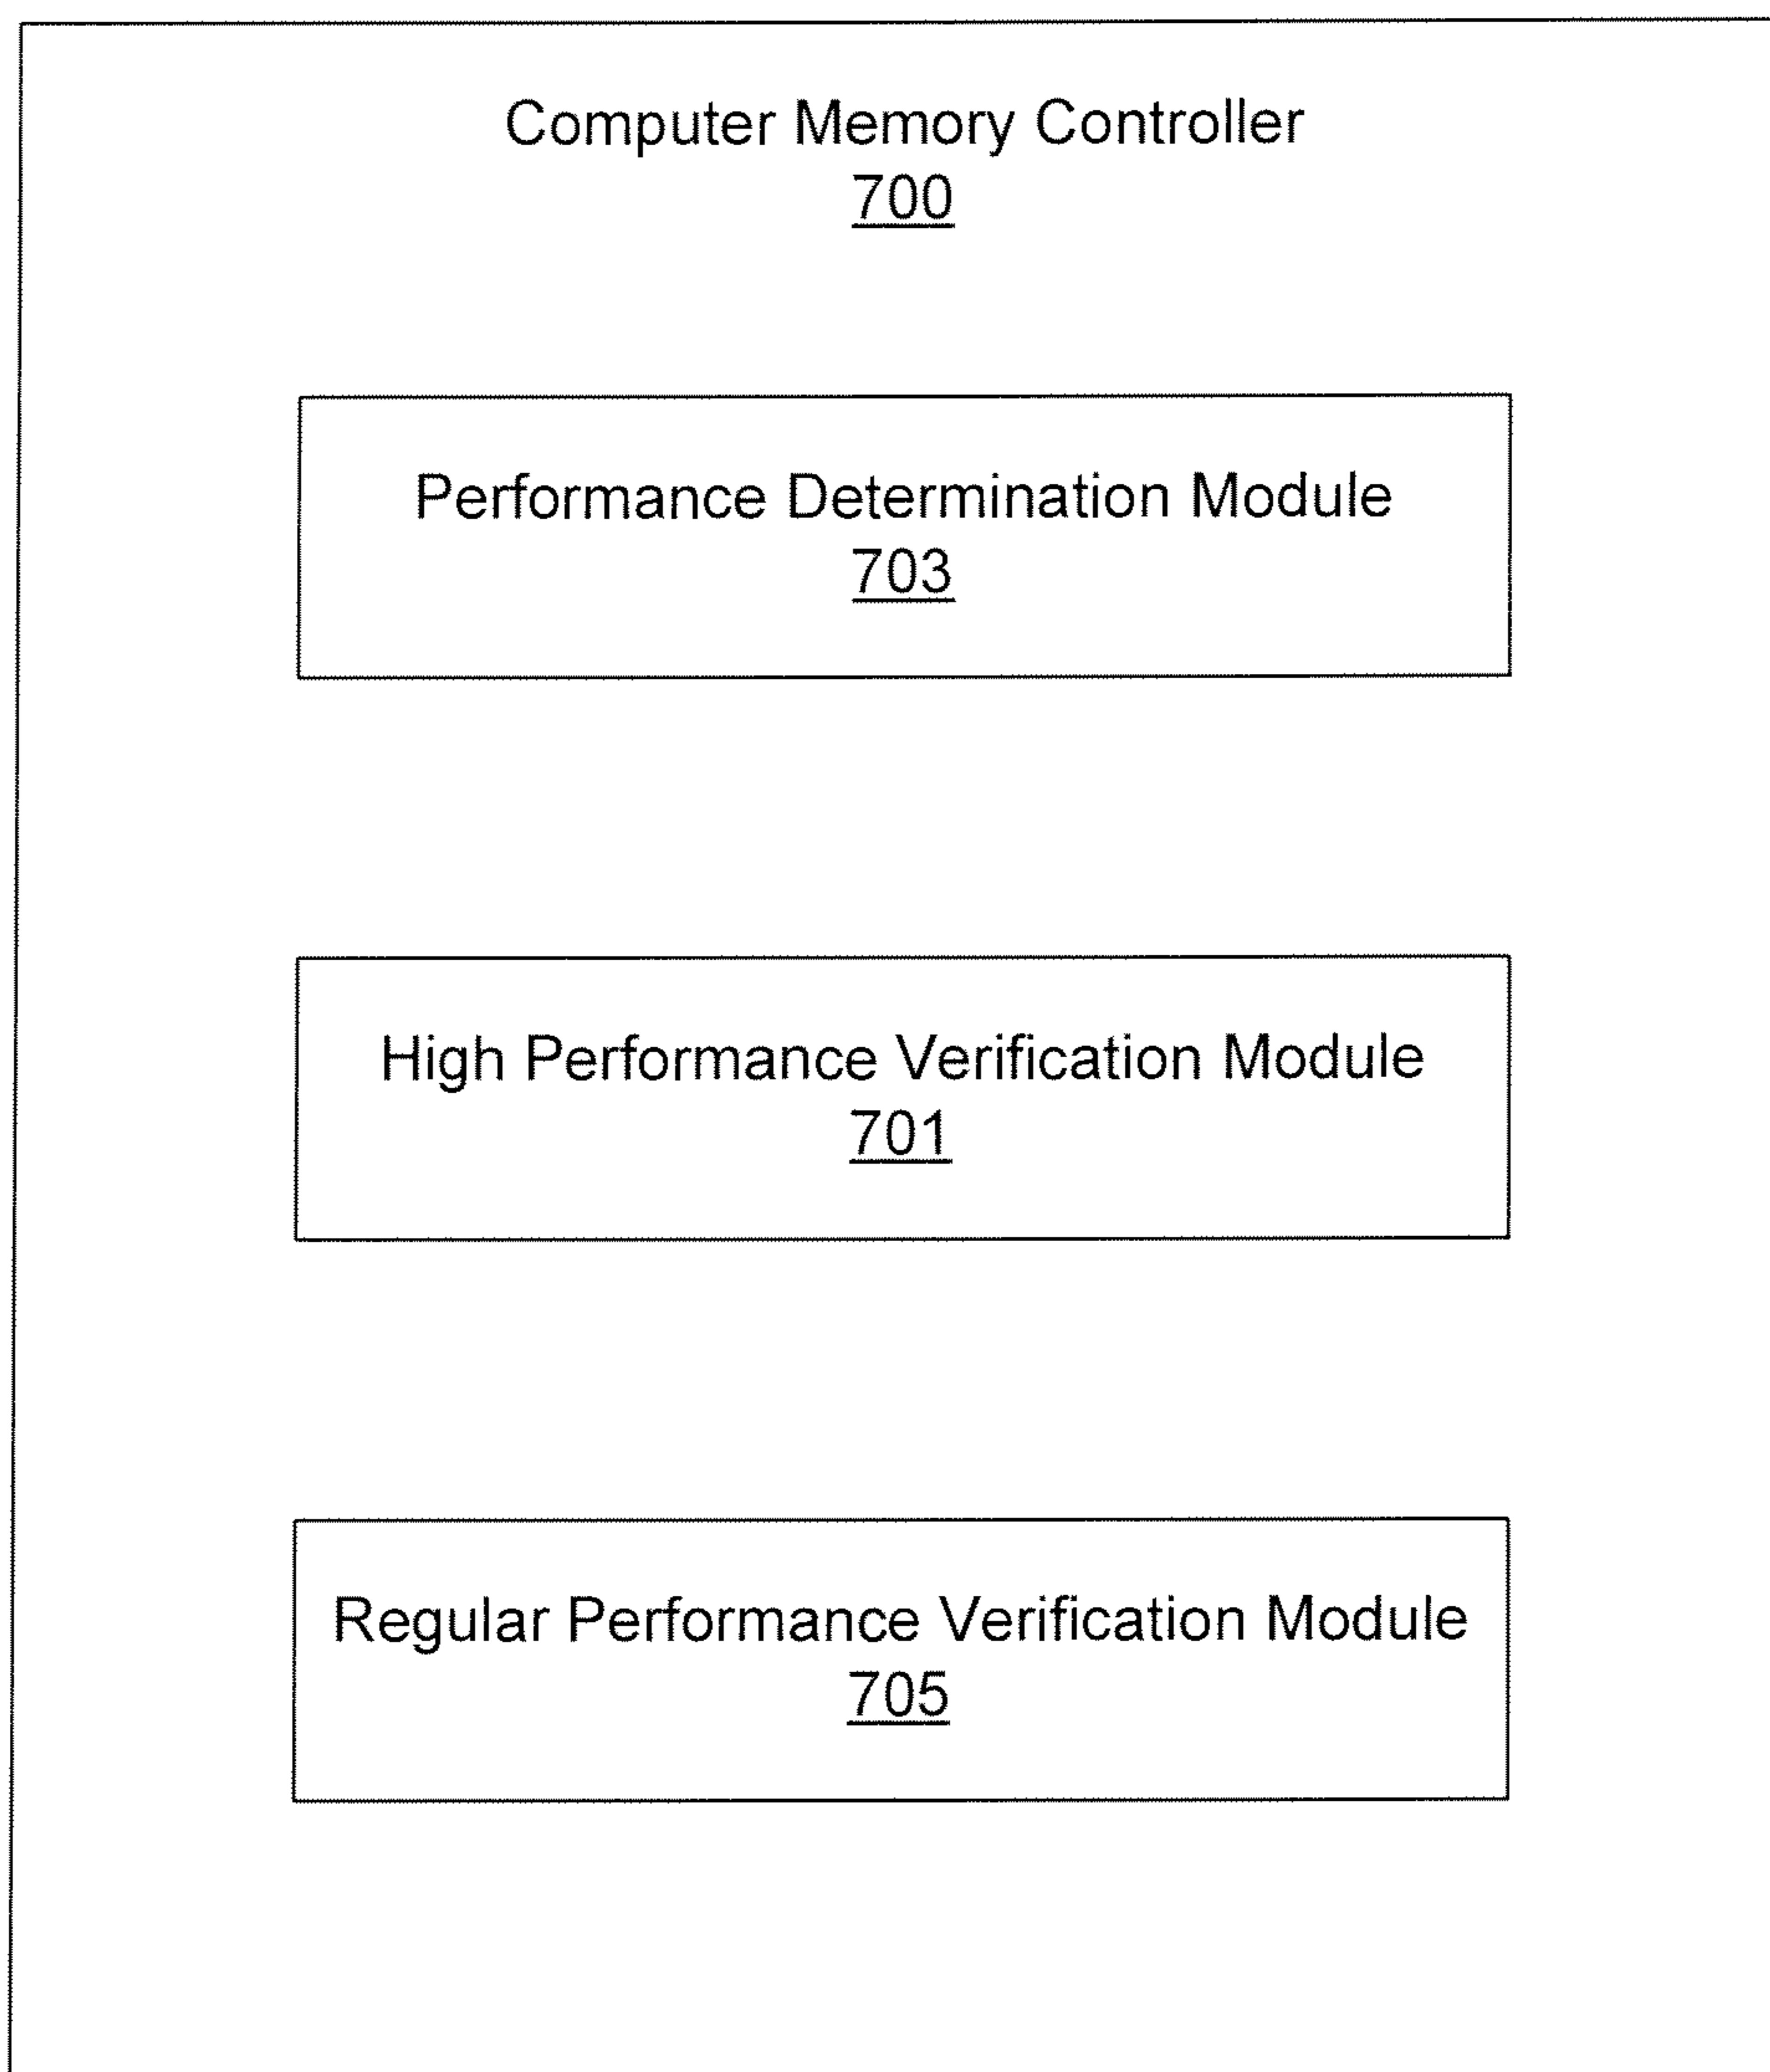 Computer Memory Controller
700
Performance Determination Module
703
High Performance Verification Module
701
Regular Performance Verification Module
705